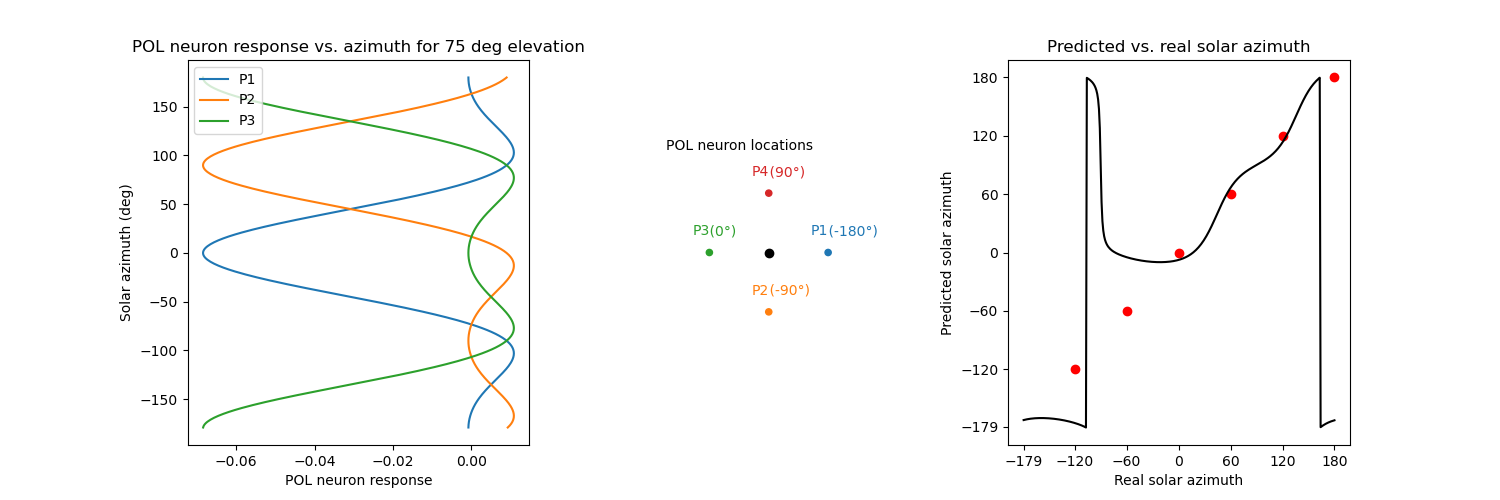 POL neuron response vs. azimuth for 75 deg elevation
P1
P2
P3
150
100
50
0
−50
−100
−150
Solar azimuth (deg)
−0.06 −0.04 −0.02 0.00
POL neuron response
POL neuron locations
P4(90°)
P3(0°)
P1(-180°)
P2(-90°)
Predicted vs. real solar azimuth
180
120
60
0
−60
−120
−179
Predicted solar azimuth
−179 −120 −60 0 60 120 180
Real solar azimuth